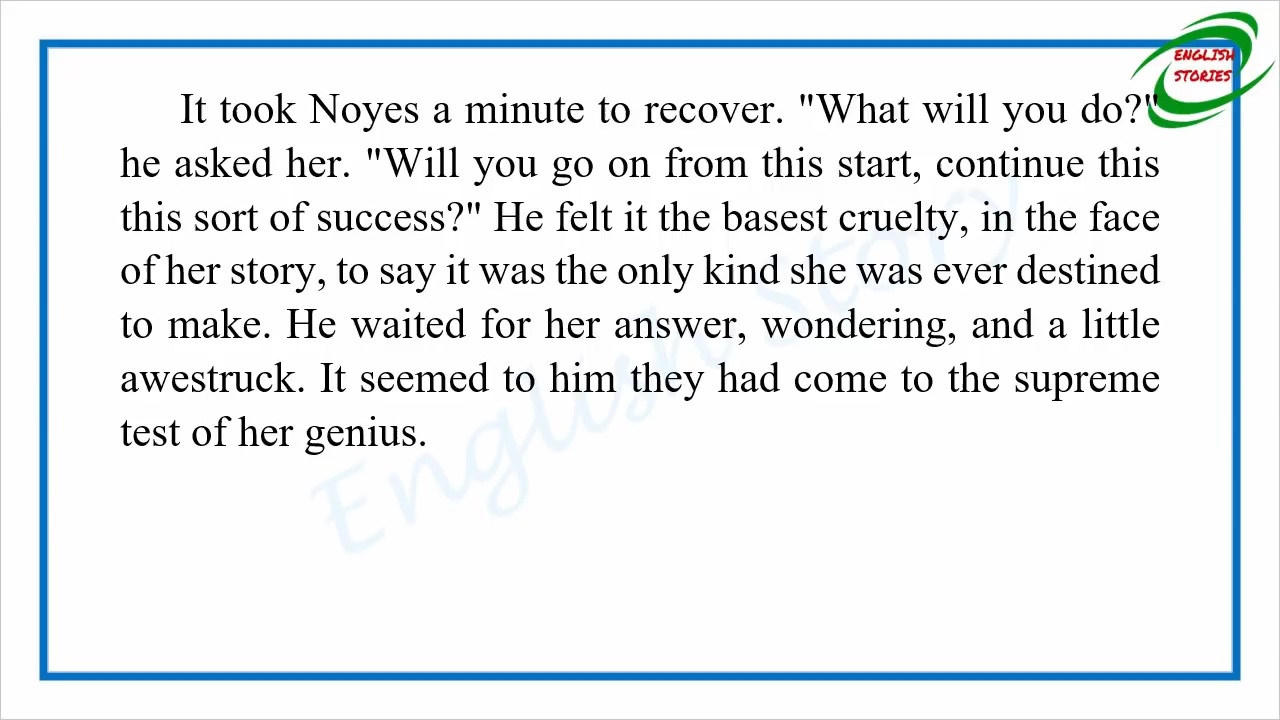 ENGLISH
STORIES
It took Noyes a minute to recover. "What will you do?"
he asked her. "Will you go on from this start, continue this
this sort of success?" He felt it the basest cruelty, in the face
of her story, to say it was the only kind she was ever destined
to make. He waited for her answer, wondering, and a little
awestruck. It seemed to him they had come to the supreme
test of her genius.
English Story